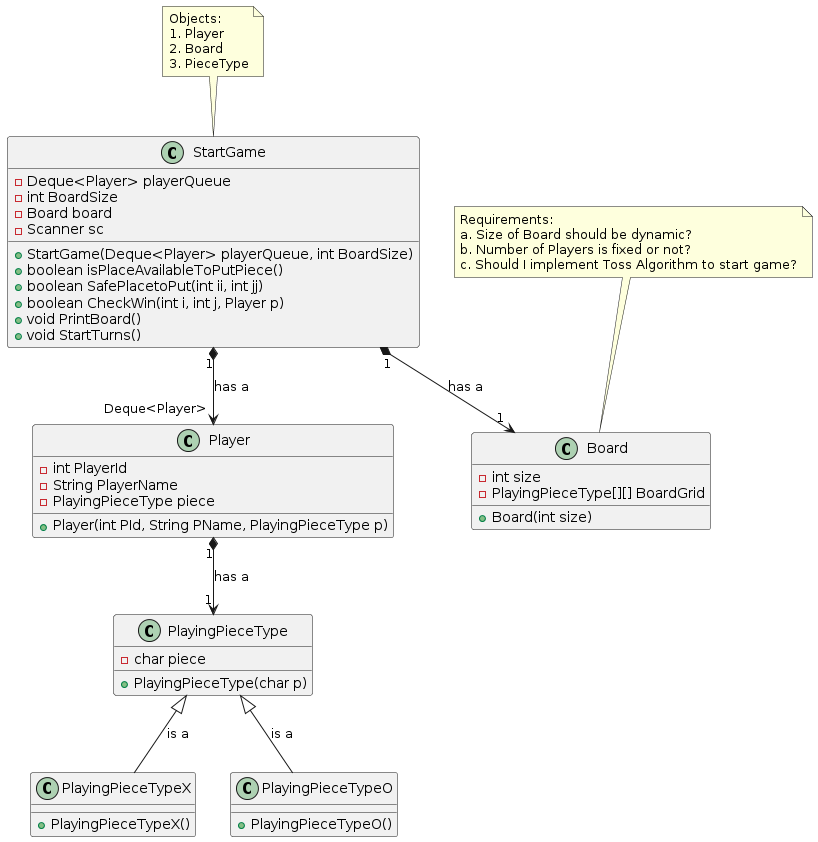 Objects:
1. Player
2. Board
3. PieceType
C StartGame
Deque<Player> playerQueue
int BoardSize
Board board
Scanner sc
StartGame(Deque<Player> playerQueue, int BoardSize)
boolean isPlaceAvailableToPutPiece()
boolean SafePlacetoPut(int ii, int jj)
boolean CheckWin(int i, int j, Player p)
void PrintBoard()
void StartTurns()
Requirements:
a. Size of Board should be dynamic?
b. Number of Players is fixed or not?
c. Should I implement Toss Algorithm to start game?
1
1
has a
has a
Deque<Player>
1
C Player
int PlayerId
String PlayerName
PlayingPieceType piece
Player(int PId, String PName, PlayingPieceType p)
C Board
int size
PlayingPieceType[][] BoardGrid
Board(int size)
1
has a
1
C PlayingPieceType
char piece
PlayingPieceType(char p)
is a
is a
C PlayingPieceTypeX
PlayingPieceTypeX()
C PlayingPieceTypeO
PlayingPieceTypeO()